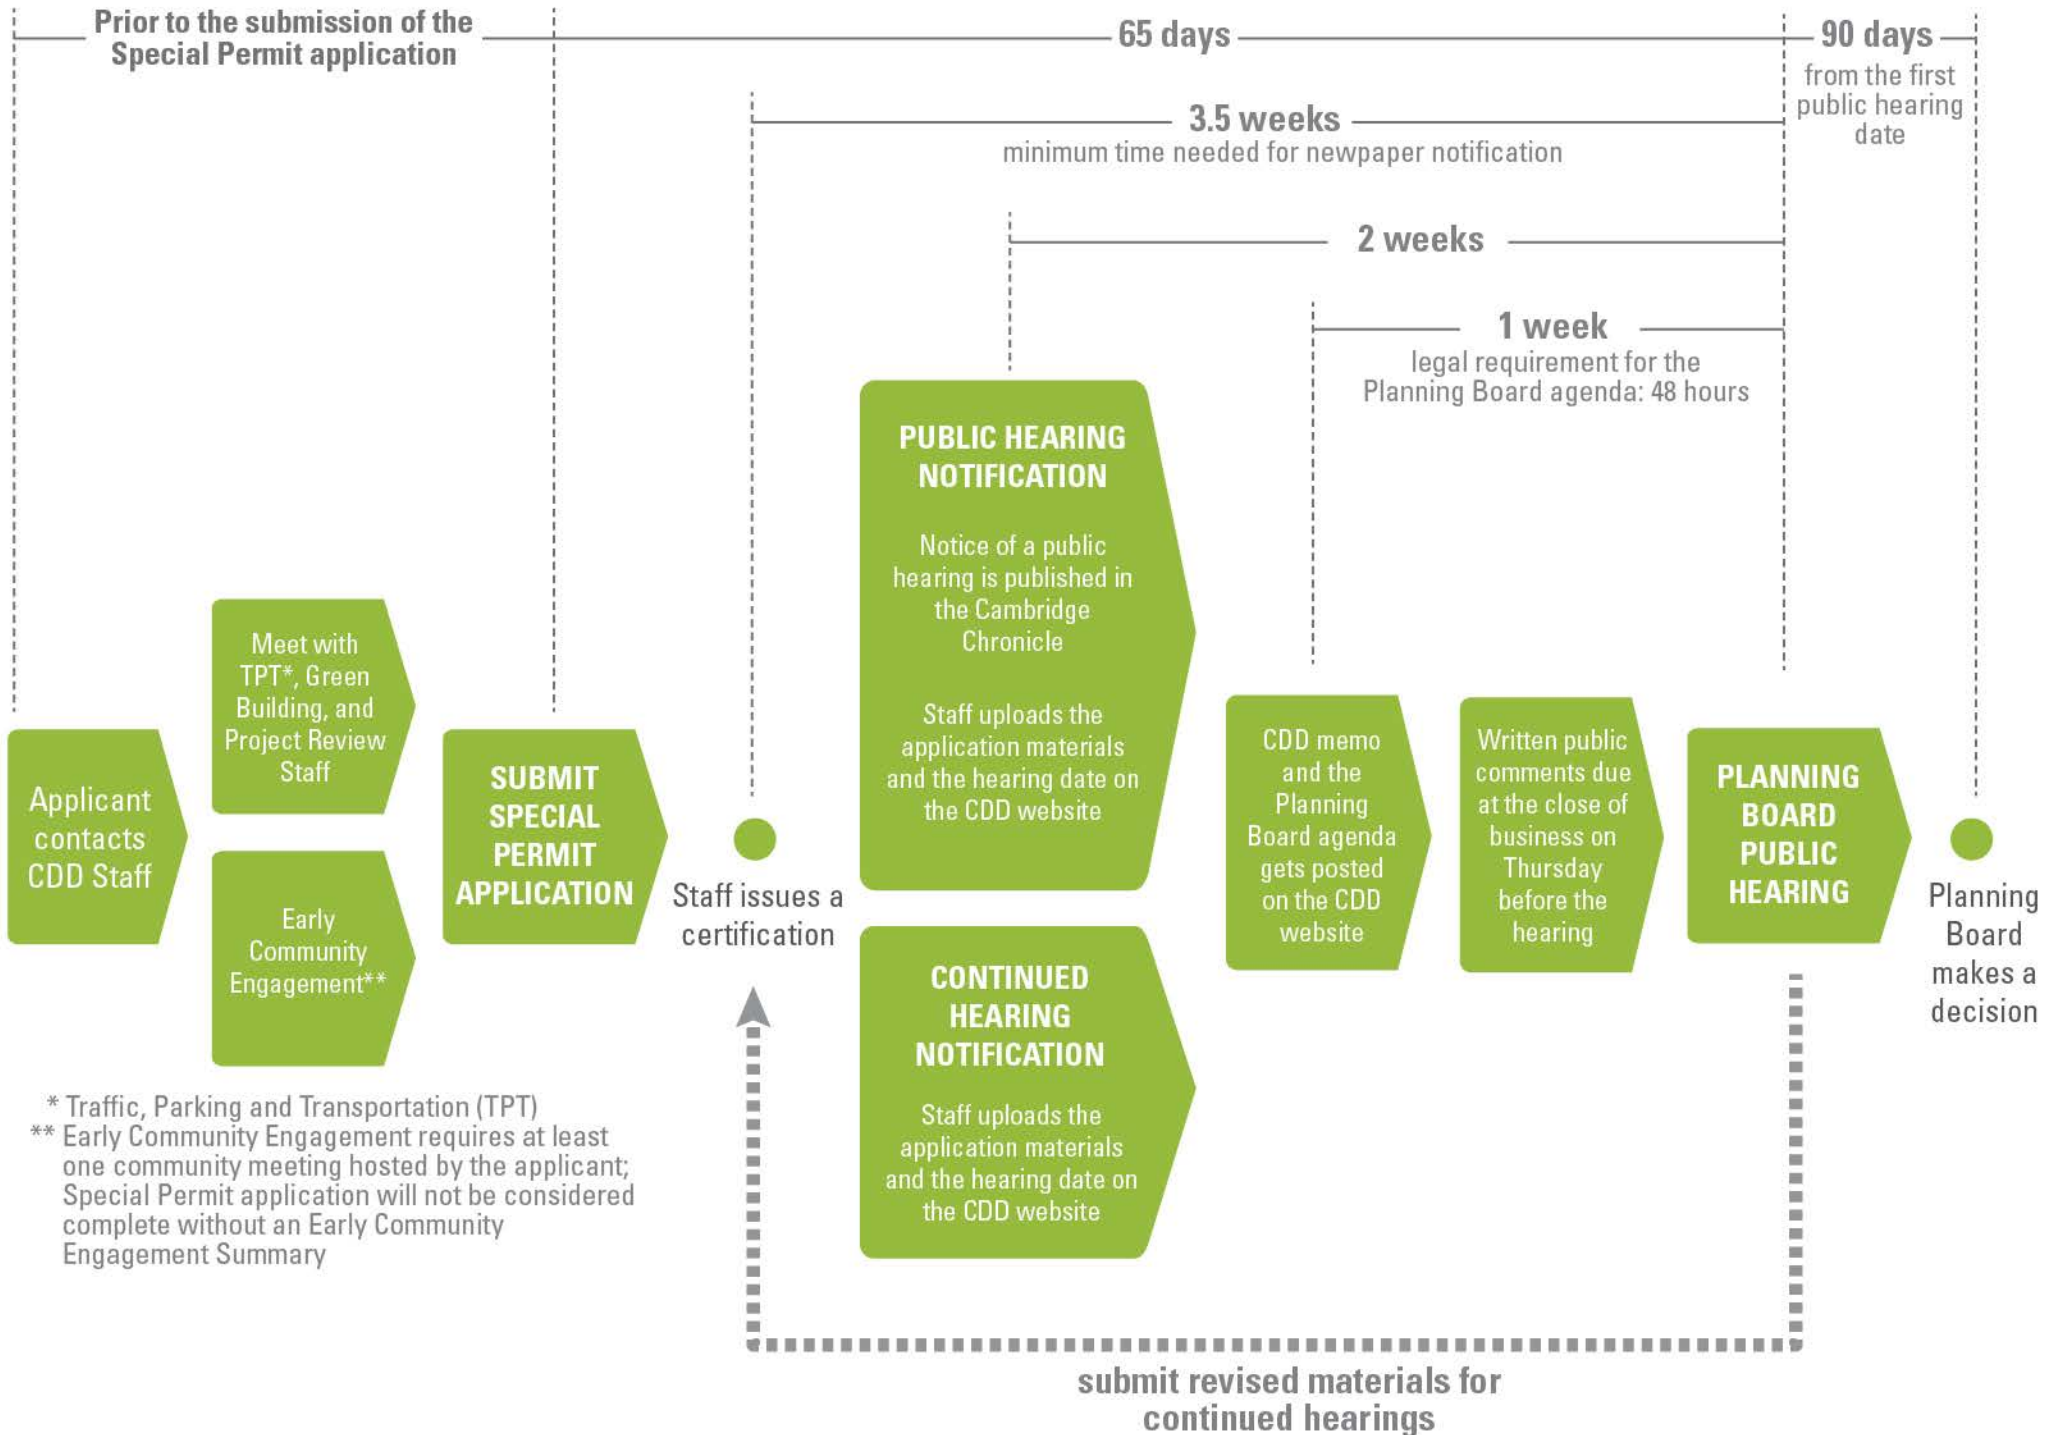 Prior to the submission of the
Special Permit application
65 days
90 days
from the first
public hearing
date
3.5 weeks
minimum time needed for newpaper notification
2 weeks
1 week
legal requirement for the
Planning Board agenda: 48 hours
Applicant
contacts
CDD Staff
Meet with
TPT*, Green
Building, and
Project Review
Staff
Early
Community
Engagement**
SUBMIT
SPECIAL
PERMIT
APPLICATION
Staff issues a
certification
PUBLIC HEARING
NOTIFICATION
Notice of a public
hearing is published in
the Cambridge
Chronicle
Staff uploads the
application materials
and the hearing date on
the CDD website
CONTINUED
HEARING
NOTIFICATION
Staff uploads the
application materials
and the hearing date on
the CDD website
CDD memo
and the
Planning
Board agenda
gets posted
on the CDD
website
Written public
comments due
at the close of
business on
Thursday
before the
hearing
PLANNING
BOARD
PUBLIC
HEARING
Planning
Board
makes a
decision
* Traffic, Parking and Transportation (TPT)
** Early Community Engagement requires at least
one community meeting hosted by the applicant;
Special Permit application will not be considered
complete without an Early Community
Engagement Summary
submit revised materials for
continued hearings